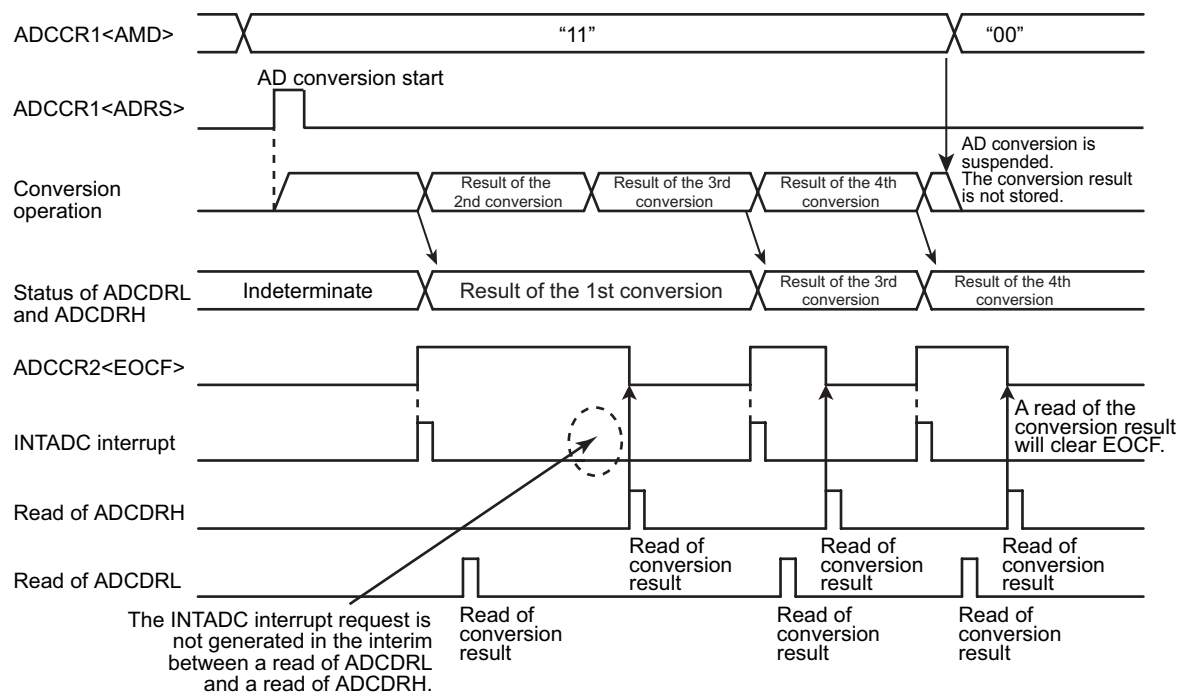 ADCCR1<AMD>
“11”
“00”
AD conversion start
ADCCR1<ADRS>
AD conversion is
suspended.
The conversion result
is not stored.
Conversion
operation
Result of the
2nd conversion
Result of the 3rd
conversion
Result of the 4th
conversion
Status of ADCDRL
and ADCDRH
Indeterminate
Result of the 1st conversion
Result of the 3rd
conversion
Result of the 4th
conversion
ADCCR2<EOCF>
A read of the
conversion result
will clear EOCF.
INTADC interrupt
Read of ADCDRH
Read of
conversion
result
Read of
conversion
result
Read of
conversion
result
Read of ADCDRL
Read of
conversion
result
Read of
conversion
result
Read of
conversion
result
The INTADC interrupt request is
not generated in the interim
between a read of ADCDRL
and a read of ADCDRH.